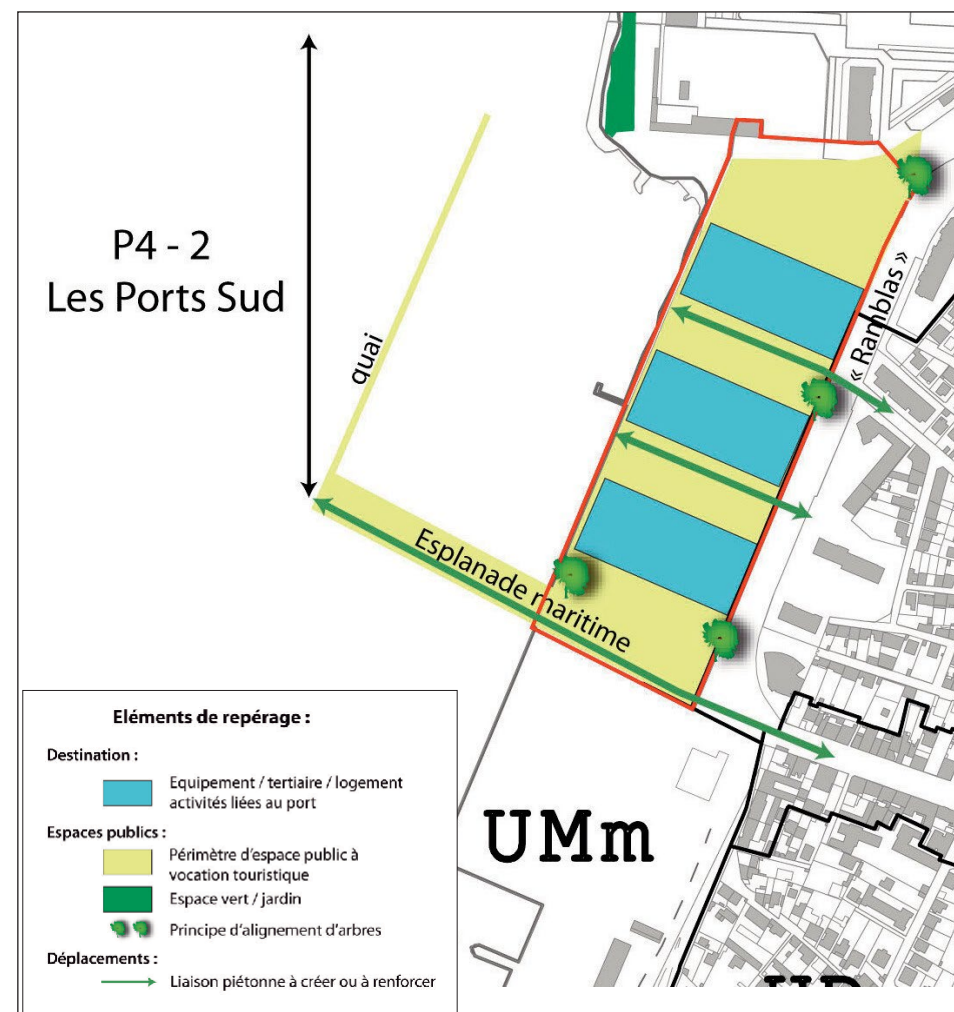 P4 - 2
Les Ports Sud
quai
« Ramblas »
Esplanade maritime
UMm
Eléments de repérage :
Destination :
Equipement / tertiaire / logement
activités liées au port
Espaces publics :
Périmètre d'espace public à
vocation touristique
Espace vert / jardin
Principe d'alignement d'arbres
Déplacements :
Liaison piétonne à créer ou à renforcer